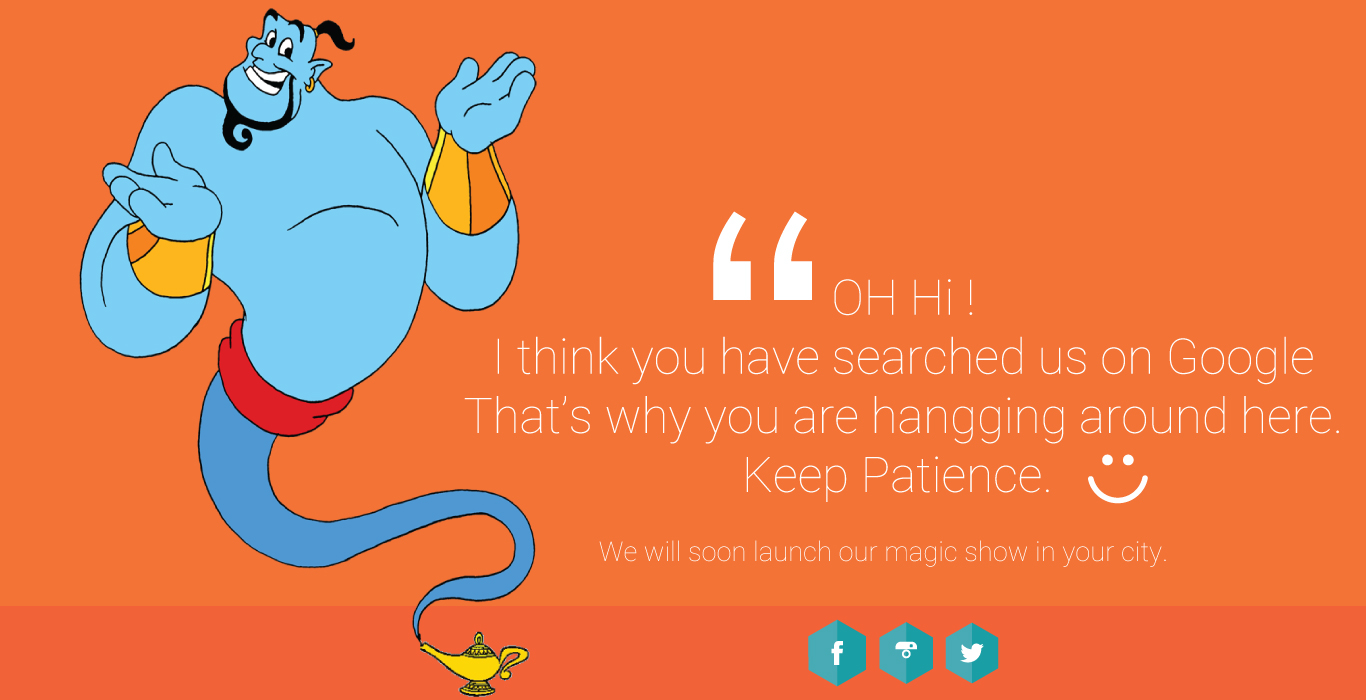 “ OH Hi !
I think you have searched us on Google
That’s why you are hangging around here.
Keep Patience.
We will soon launch our magic show in your city.